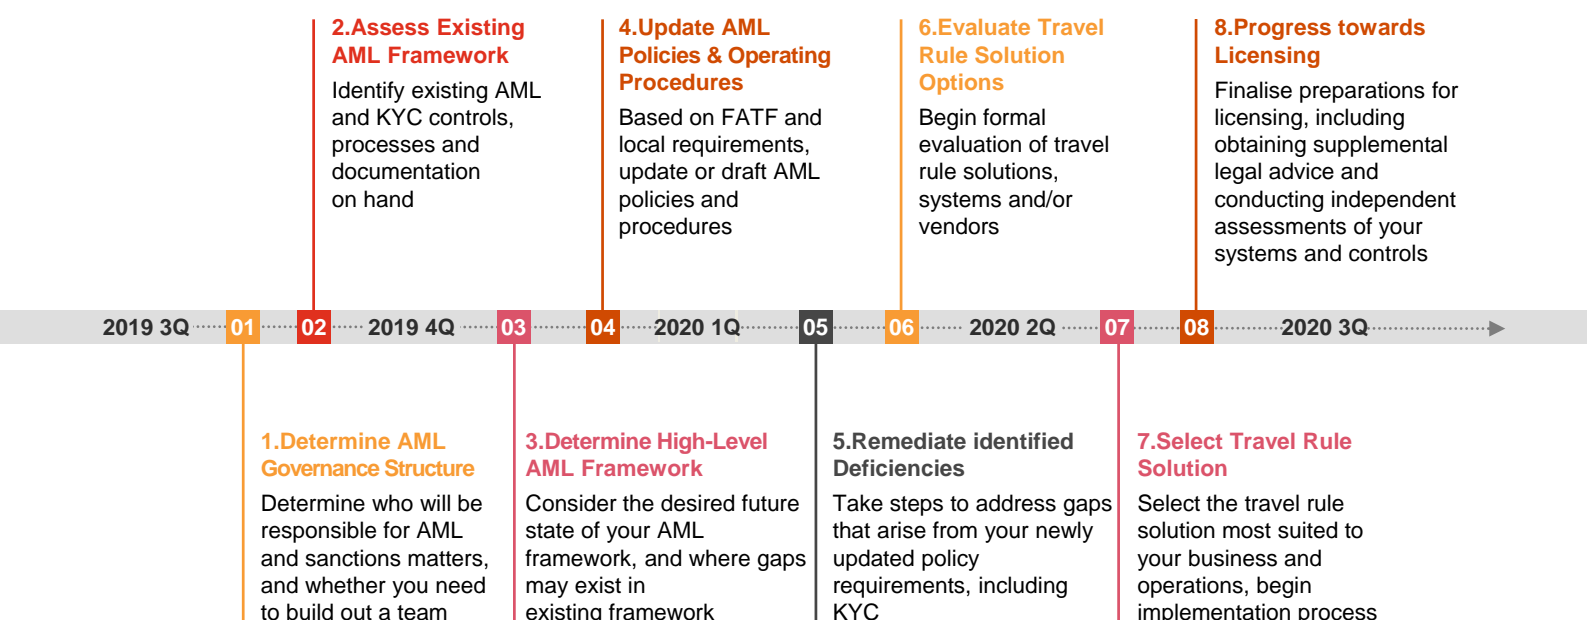 2.Assess Existing
AML Framework
Identify existing AML
and KYC controls,
processes and
documentation
on hand
4.Update AML
Policies & Operating
Procedures
Based on FATF and
local requirements,
update or draft AML
policies and
procedures
6.Evaluate Travel
Rule Solution
Options
Begin formal
evaluation of travel
rule solutions,
systems and/or
vendors
8.Progress towards
Licensing
Finalise preparations for
licensing, including
obtaining supplemental
legal advice and
conducting independent
assessments of your
systems and controls
2019 3Q 01 02 2019 4Q 03 04 2020 1Q 05 06 2020 2Q 07 08 2020 3Q
1.Determine AML
Governance Structure
Determine who will be
responsible for AML
and sanctions matters,
and whether you need
to build out a team
3.Determine High-Level
AML Framework
Consider the desired future
state of your AML
framework, and where gaps
may exist in
existing framework
5.Remediate identified
Deficiencies
Take steps to address gaps
that arise from your newly
updated policy
requirements, including
KYC
7.Select Travel Rule
Solution
Select the travel rule
solution most suited to
your business and
operations, begin
implementation process